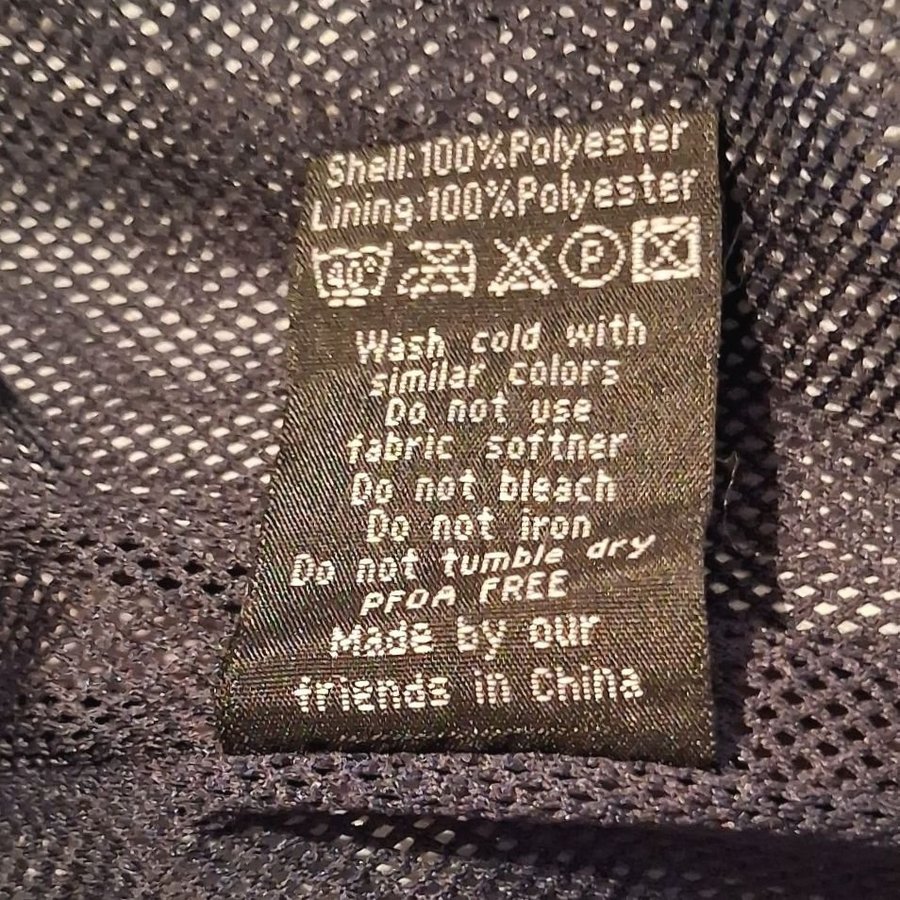 Shell:100%Polyester
Lining:100%Polyester
40° P
Wash cold with
similar colors
Do not use
fabric softner
Do not bleach
Do not iron
Do not tumble dry
PFOA FREE
Made by our
friends in China